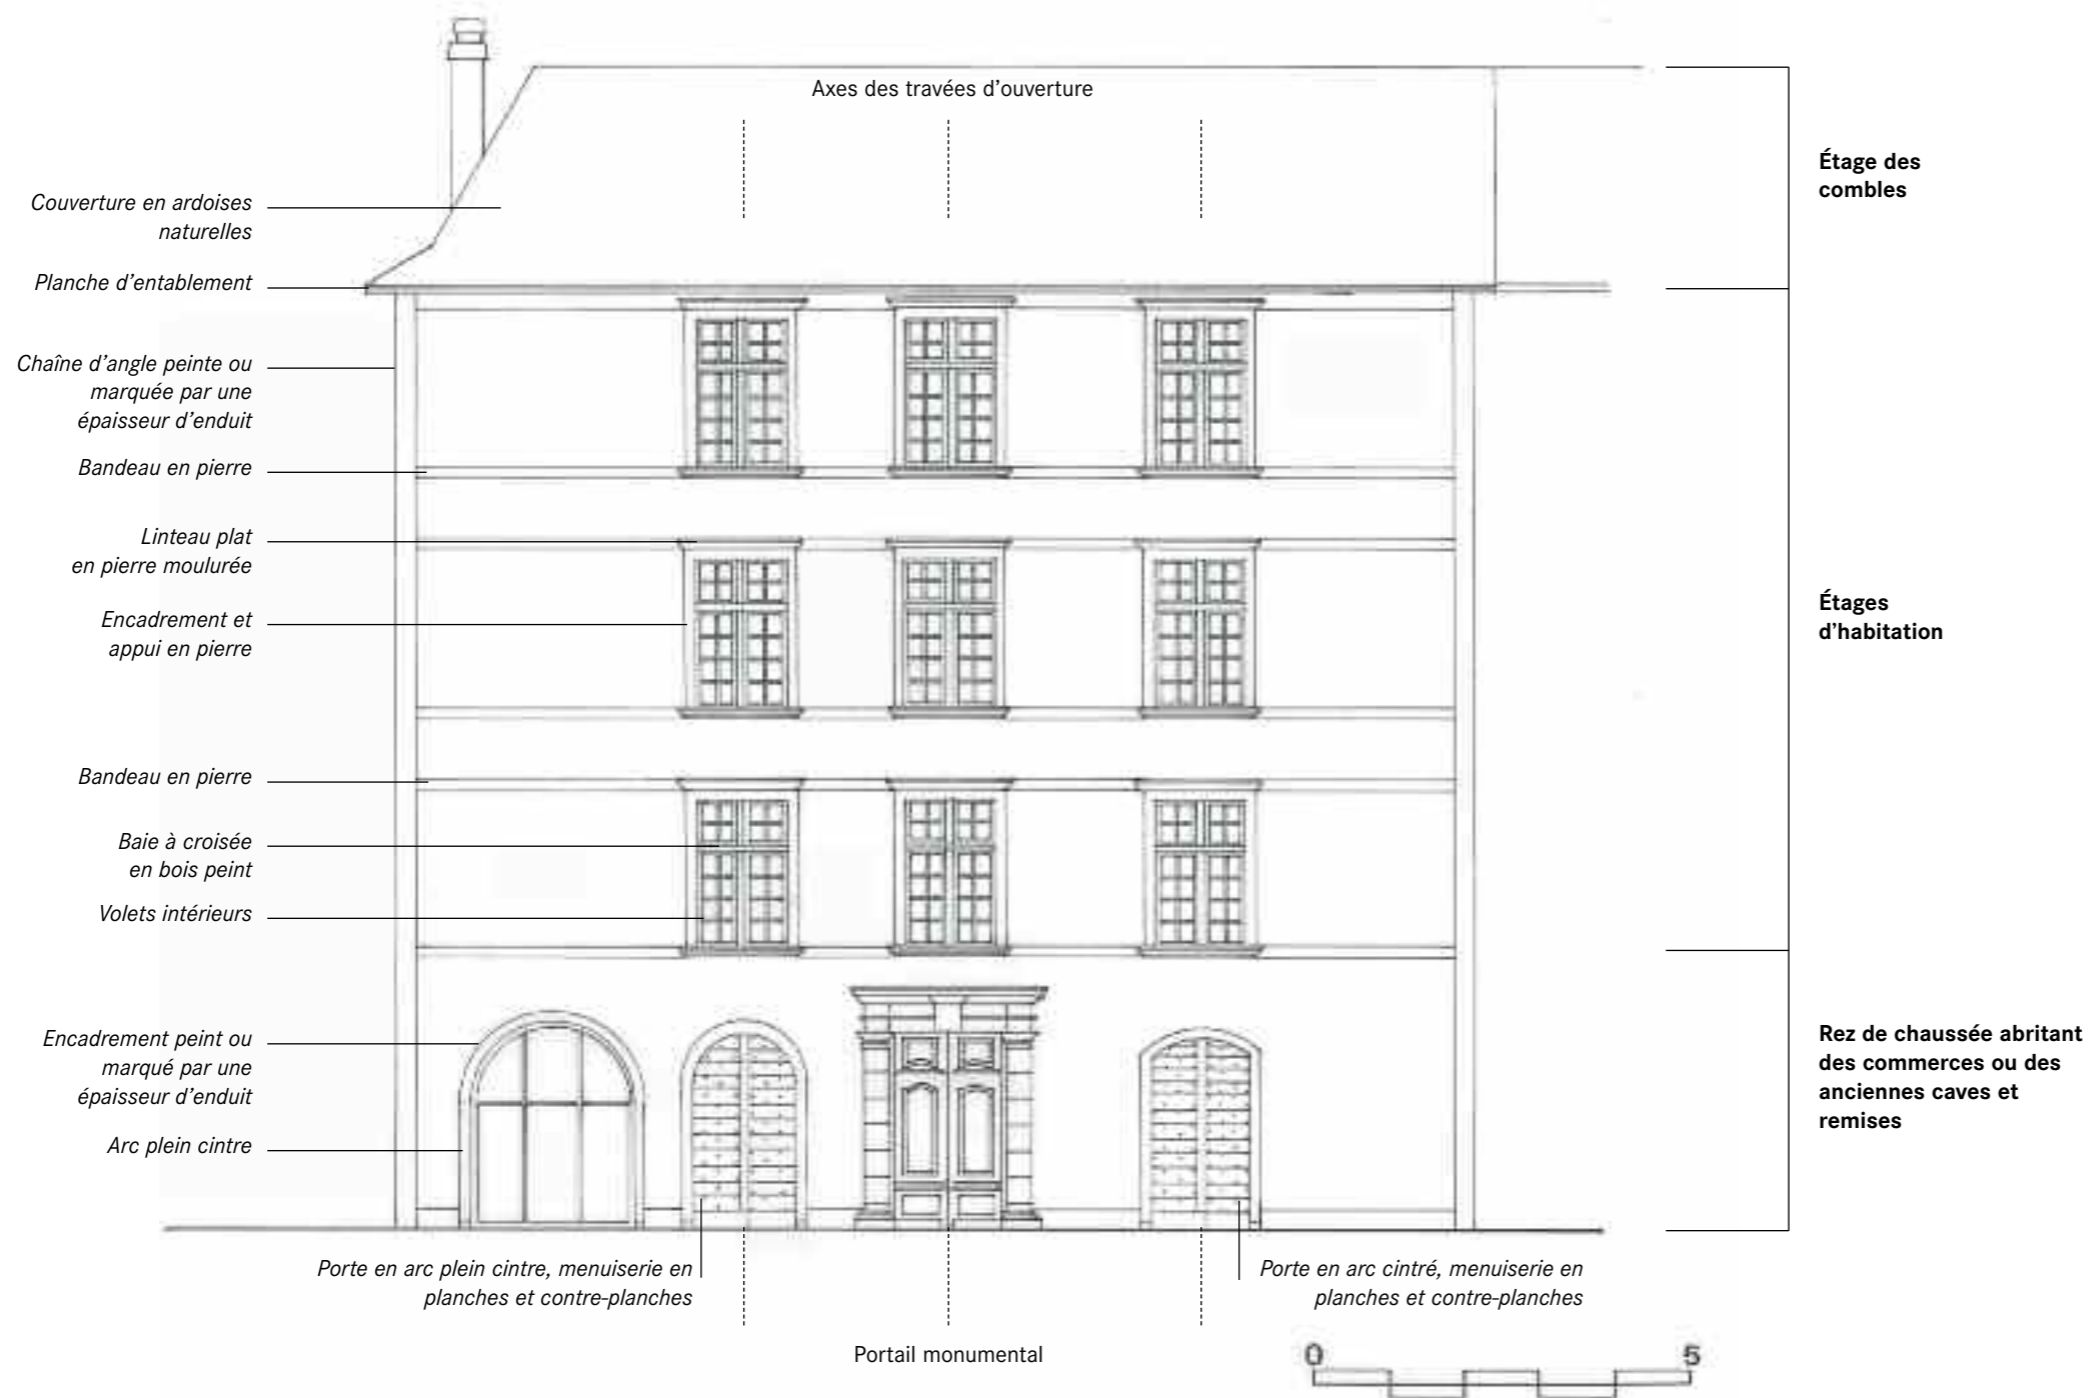 Axes des travées d’ouverture
Couverture en ardoises
naturelles
Planche d’entablement
Chaîne d’angle peinte ou
marquée par une
épaisseur d’enduit
Bandeau en pierre
Linteau plat
en pierre moulurée
Encadrement et
appui en pierre
Bandeau en pierre
Baie à croisée
en bois peint
Volets intérieurs
Encadrement peint ou
marqué par une
épaisseur d’enduit
Arc plein cintre
Étage des
combles
Étages
d’habitation
Rez de chaussée abritant
des commerces ou des
anciennes caves et
remises
Porte en arc plein cintre, menuiserie en
planches et contre-planches
Porte en arc cintré, menuiserie en
planches et contre-planches
Portail monumental
0 5